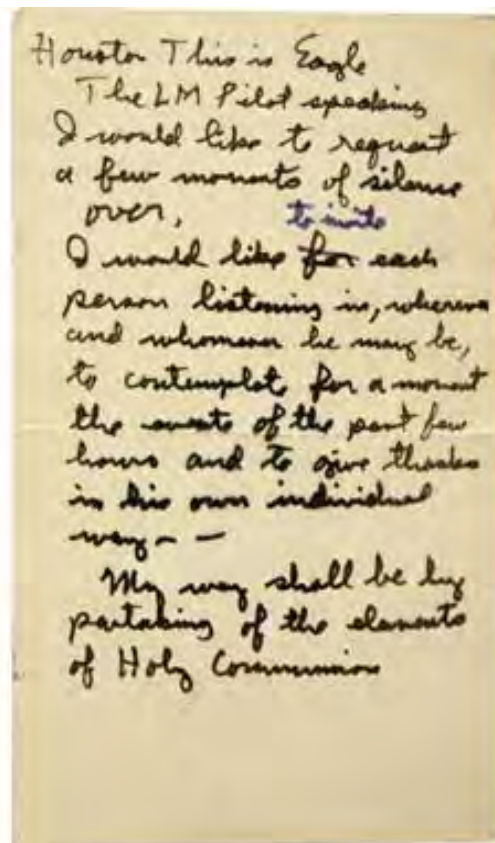 Houston This is Eagle
The LM Pilot speaking
I would like to request
a few moments of silence
over,
to invite
I would like for each
person listening in, wherever
and whomever he may be,
to contemplate for a moment
the events of the past few
hours and to give thanks
in his own individual
way — —
My way shall be by
partaking of the elements
of Holy Communion